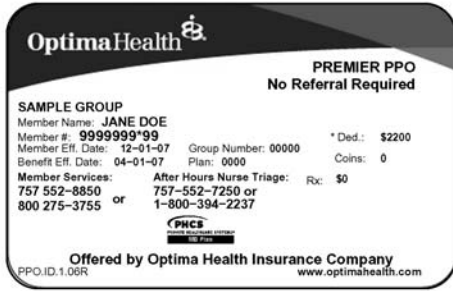 OptimaHealth
PREMIER PPO
No Referral Required
SAMPLE GROUP
Member Name: JANE DOE
Member #: 9999999*99
Member Eff. Date: 12-01-07 Group Number: 00000
Benefit Eff. Date: 04-01-07 Plan: 0000
* Ded.: $2200
Coins: 0
Rx: $0
Member Services:
757 552-8850
or
800 275-3755
or
After Hours Nurse Triage:
757-552-7250 or
1-800-394-2237
PHCS
Offered by Optima Health Insurance Company
PPO.ID.1.06R
www.optimahealth.com